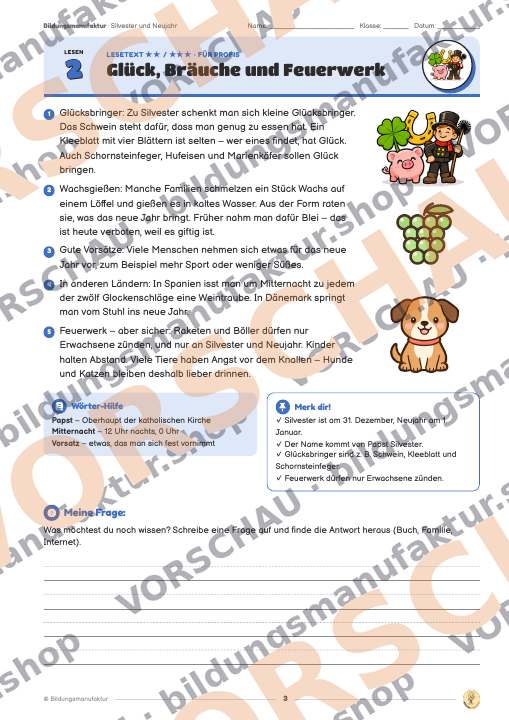 Bildungsmanufaktur · Silvester und Neujahr Name: Klasse: Datum:
LESEN
2
LESETEXT ★★ / ★★★ · FÜR PROFIS
Glück, Bräuche und Feuerwerk
1 Glücksbringer: Zu Silvester schenkt man sich kleine Glücksbringer.
Das Schwein steht dafür, dass man genug zu essen hat. Ein
Kleeblatt mit vier Blättern ist selten – wer eines findet, hat Glück.
Auch Schornsteinfeger, Hufeisen und Marienkäfer sollen Glück
bringen.
2 Wachsgießen: Manche Familien schmelzen ein Stück Wachs auf
einem Löffel und gießen es in kaltes Wasser. Aus der Form raten
sie, was das neue Jahr bringt. Früher nahm man dafür Blei – das
ist heute verboten, weil es giftig ist.
3 Gute Vorsätze: Viele Menschen nehmen sich etwas für das neue
Jahr vor, zum Beispiel mehr Sport oder weniger Süßes.
4 In anderen Ländern: In Spanien isst man um Mitternacht zu jedem
der zwölf Glockenschläge eine Weintraube. In Dänemark springt
man vom Stuhl ins neue Jahr.
5 Feuerwerk – aber sicher: Raketen und Böller dürfen nur
Erwachsene zünden, und nur an Silvester und Neujahr. Kinder
halten Abstand. Viele Tiere haben Angst vor dem Knallen – Hunde
und Katzen bleiben deshalb lieber drinnen.
Wörter-Hilfe
Papst – Oberhaupt der katholischen Kirche
Mitternacht – 12 Uhr nachts, 0 Uhr
Vorsatz – etwas, das man sich fest vornimmt
Merk dir!
✓ Silvester ist am 31. Dezember, Neujahr am 1.
Januar.
✓ Der Name kommt von Papst Silvester.
✓ Glücksbringer sind z. B. Schwein, Kleeblatt und
Schornsteinfeger.
✓ Feuerwerk dürfen nur Erwachsene zünden.
Meine Frage:
Was möchtest du noch wissen? Schreibe eine Frage auf und finde die Antwort heraus (Buch, Familie,
Internet).
© Bildungsmanufaktur 3
VORSCHAU · bildungsmanufaktur.shop